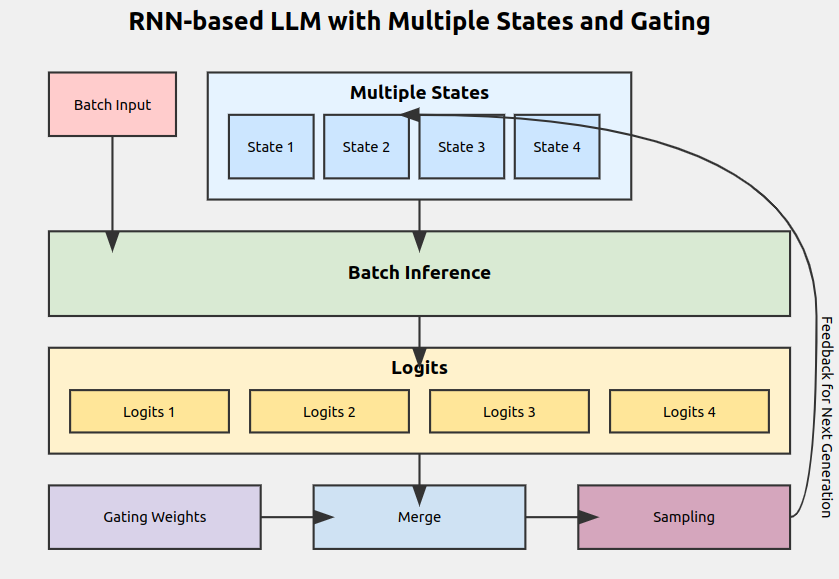 RNN-based LLM with Multiple States and Gating
Batch Input
Multiple States
State 1
State 2
State 3
State 4
Batch Inference
Logits
Logits 1
Logits 2
Logits 3
Logits 4
Gating Weights
Merge
Sampling
Feedback for Next Generation